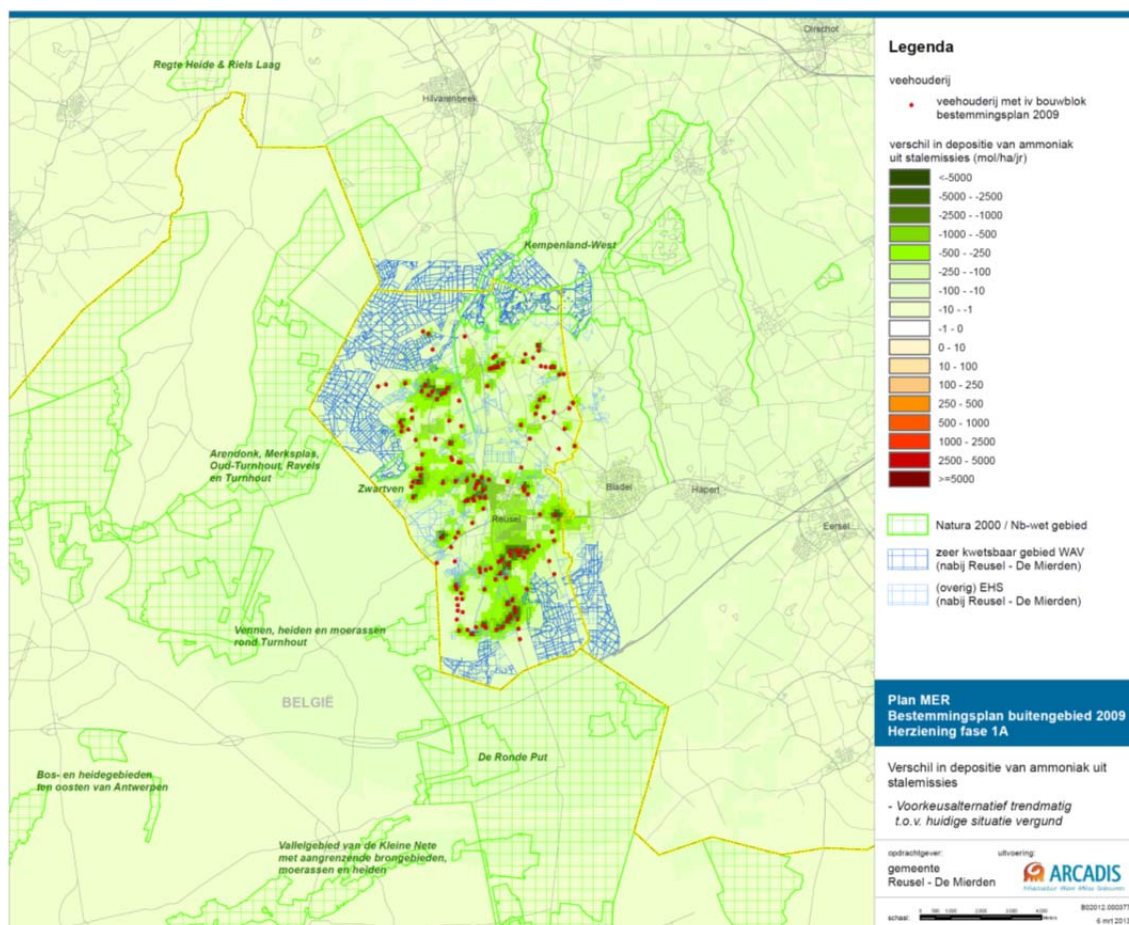 Regte Heide & Riels Laag
Hilvarenbeek
Oirschot
Kempenland-West
Arendonk, Merksplas,
Oud-Turnhout, Ravels
en Turnhout
Zwartven
Reusel
Bladel
Hapert
Eersel
Vennen, heiden en moerassen
rond Turnhout
BELGIË
De Ronde Put
Bos- en heidegebieden
ten oosten van Antwerpen
Valleigebied van de Kleine Nete
met aangrenzende brongebieden,
moerassen en heiden
Legenda
veehouderij
veehouderij met iv bouwblok
bestemmingsplan 2009
verschil in depositie van ammoniak
uit stalemissies (mol/ha/jr)
<-5000
-5000 - -2500
-2500 - -1000
-1000 - -500
-500 - -250
-250 - -100
-100 - -10
-10 - -1
-1 - 0
0 - 10
10 - 100
100 - 250
250 - 500
500 - 1000
1000 - 2500
2500 - 5000
>=5000
Natura 2000 / Nb-wet gebied
zeer kwetsbaar gebied WAV
(nabij Reusel - De Mierden)
(overig) EHS
(nabij Reusel - De Mierden)
Plan MER
Bestemmingsplan buitengebied 2009
Herziening fase 1A
Verschil in depositie van ammoniak uit
stalemissies
- Voorkeusalternatief trendmatig
t.o.v. huidige situatie vergund
opdrachtgever: uitvoering:
gemeente
Reusel - De Mierden
ARCADIS
schaal:
B02012.000377
6 mrt 2013